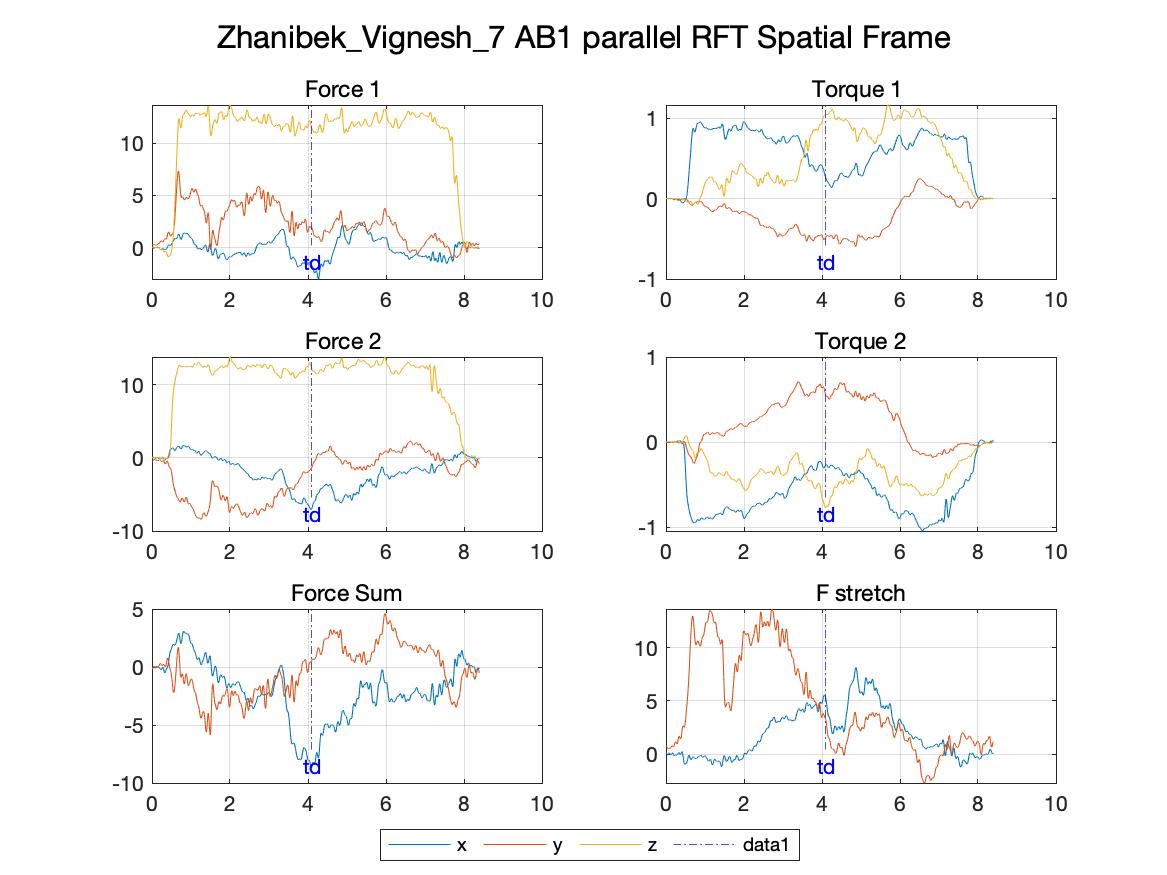 Zhanibek_Vignesh_7 AB1 parallel RFT Spatial Frame
Force 1
10
5
0
td
0 2 4 6 8 10
Torque 1
1
0
-1
td
0 2 4 6 8 10
Force 2
10
0
-10
td
0 2 4 6 8 10
Torque 2
1
0
-1
td
0 2 4 6 8 10
Force Sum
5
0
-5
-10
td
0 2 4 6 8 10
F stretch
10
5
0
td
0 2 4 6 8 10
x y z data1